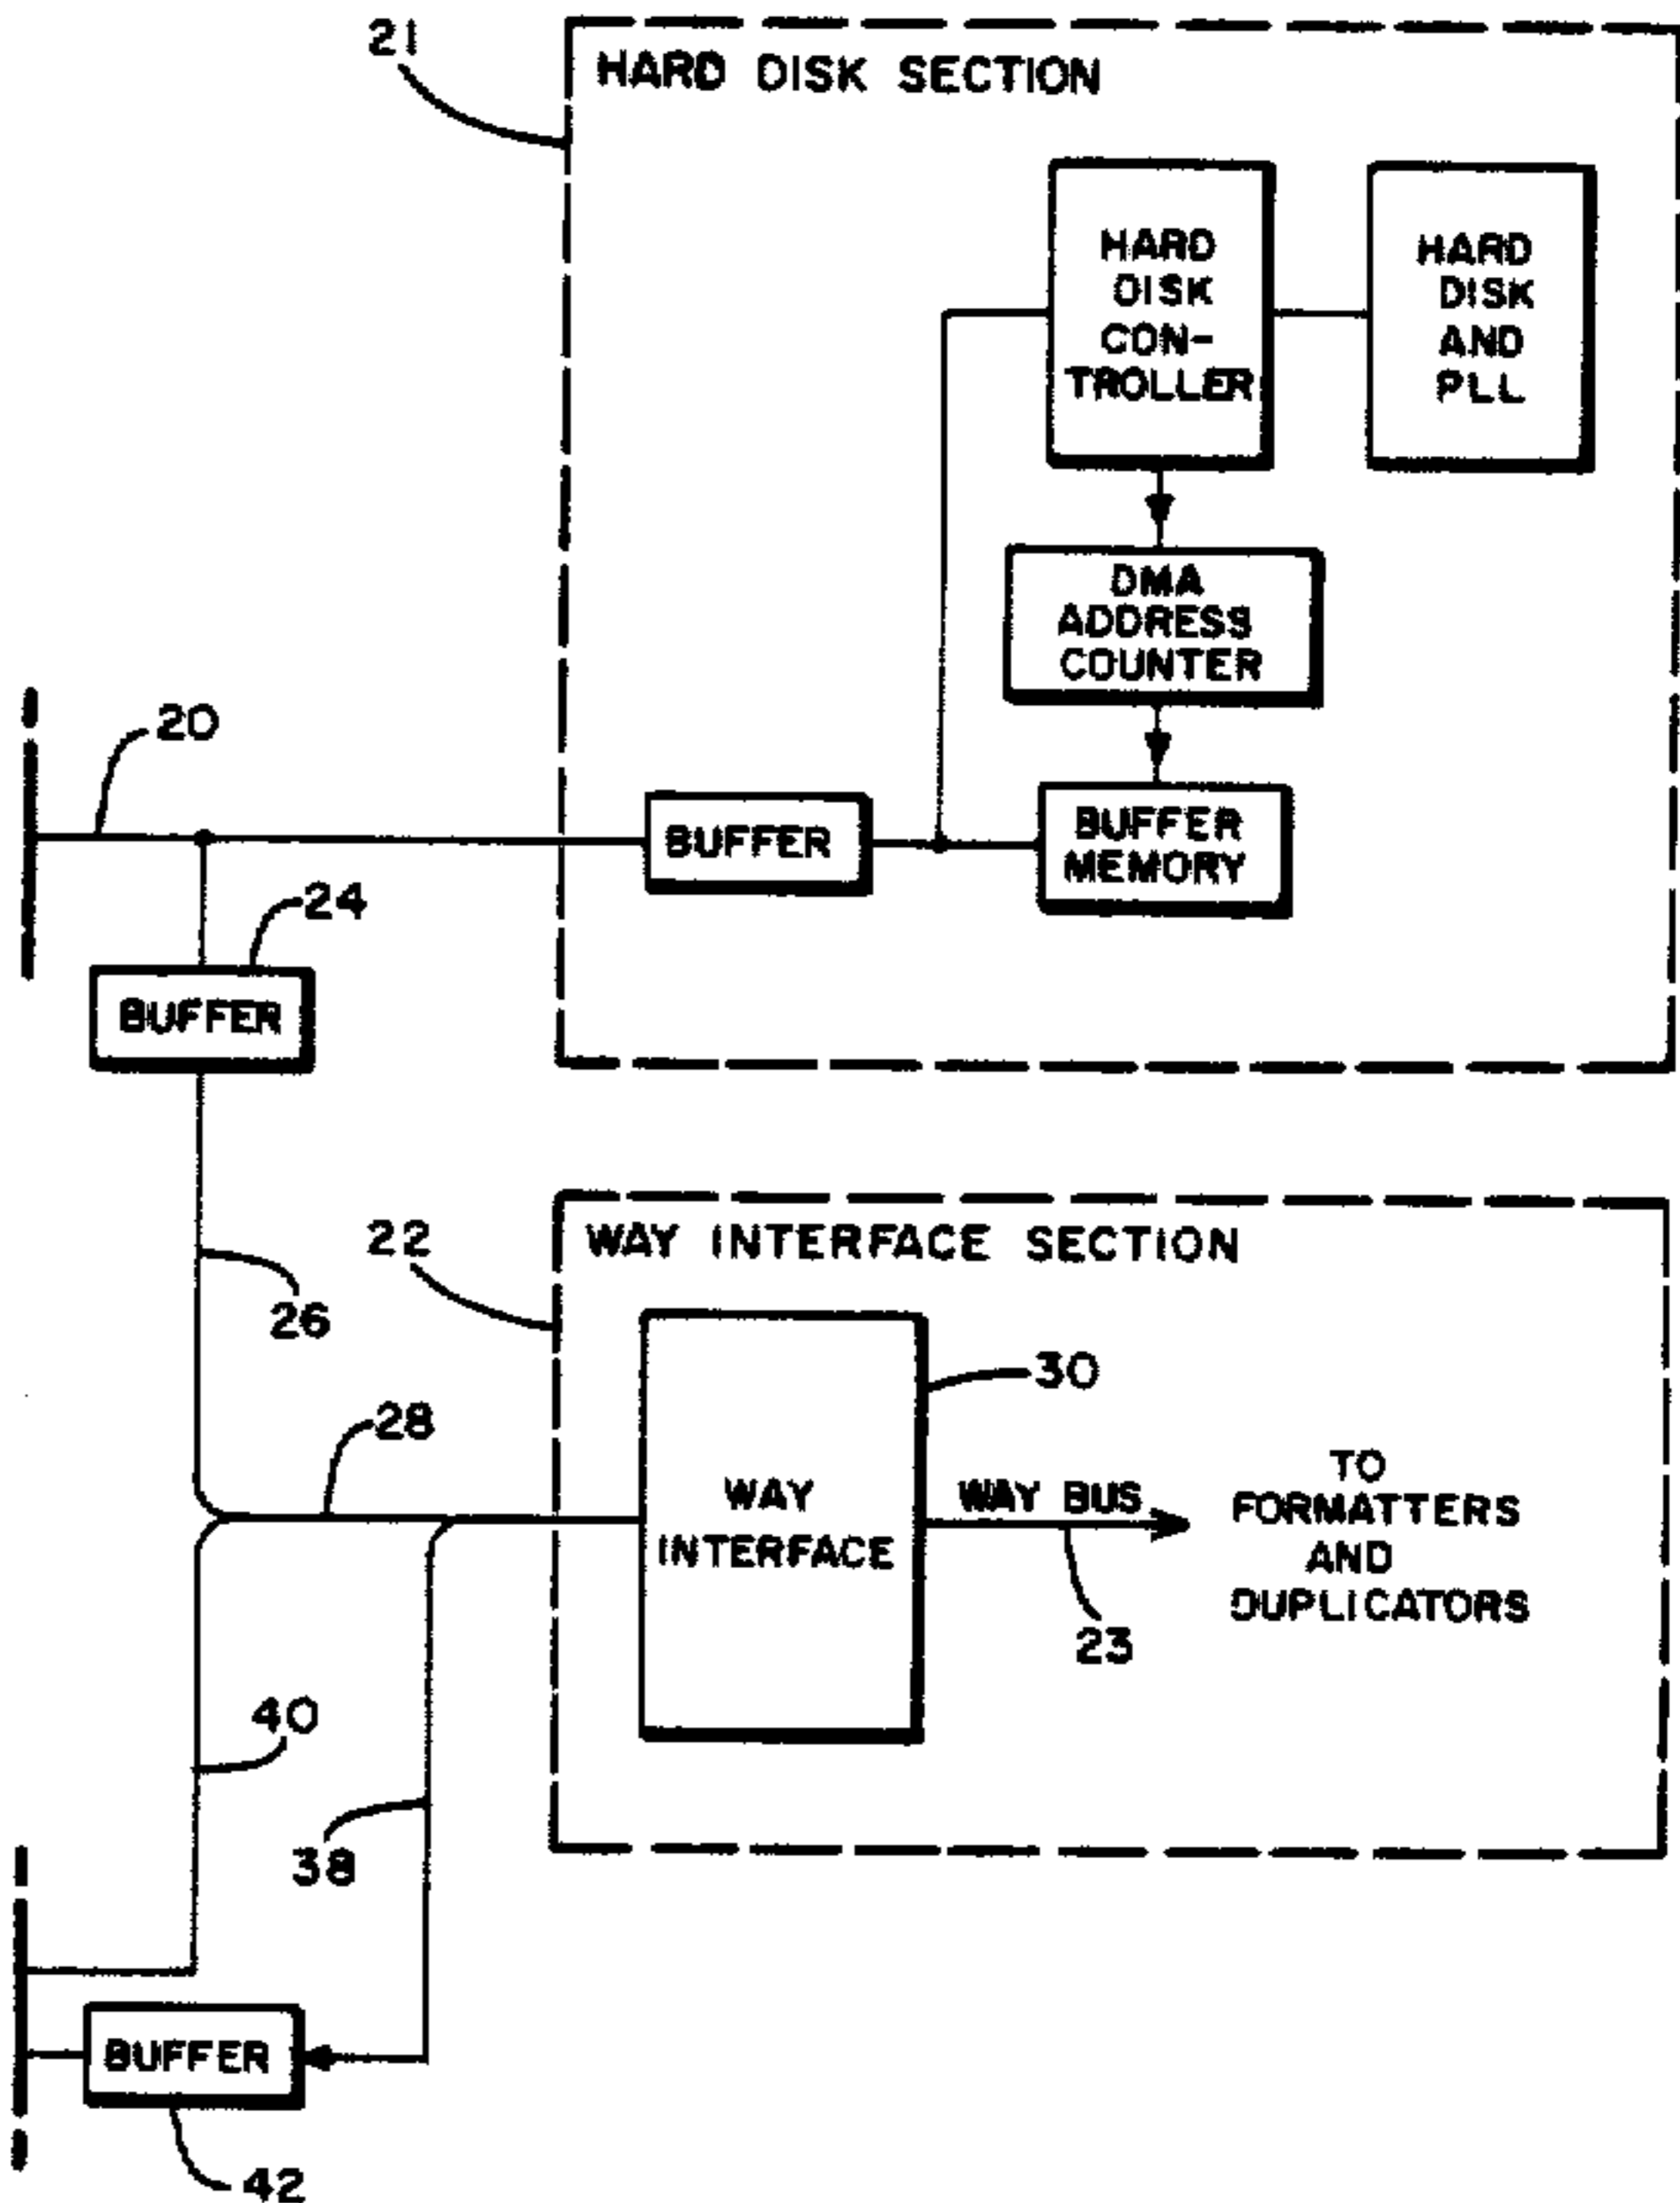 21
HARD DISK SECTION
HARD
DISK
CON-
TROLLER
HARD
DISK
AND
PLL
DMA
ADDRESS
COUNTER
20
BUFFER
BUFFER
MEMORY
24
BUFFER
22
WAY INTERFACE SECTION
26
30
28
WAY
INTERFACE
WAY BUS
TO
FORMATTERS
AND
DUPLICATORS
23
40
38
BUFFER
42